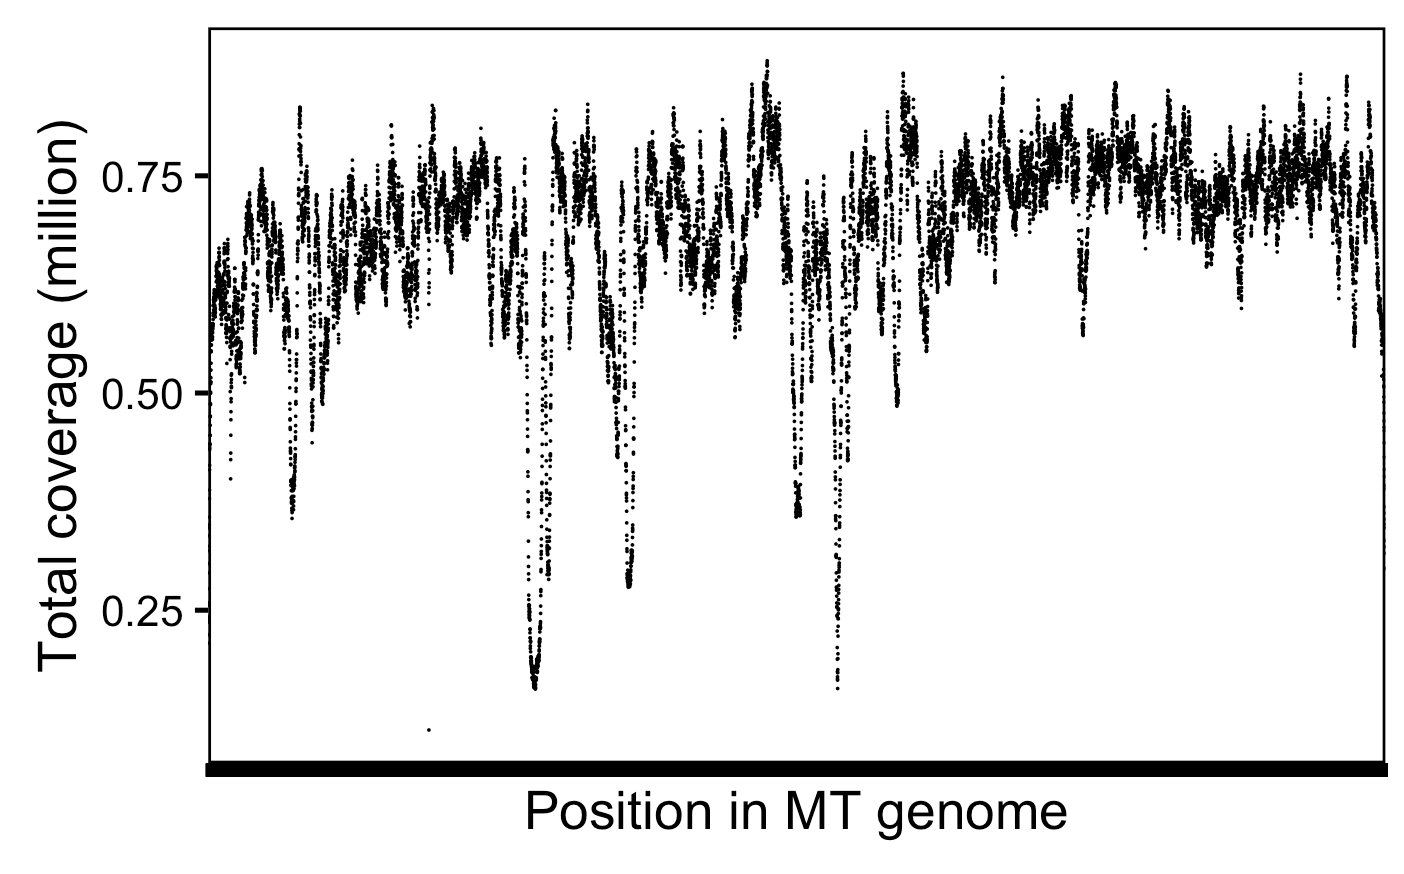 Total coverage (million)
0.75
0.50
0.25
Position in MT genome